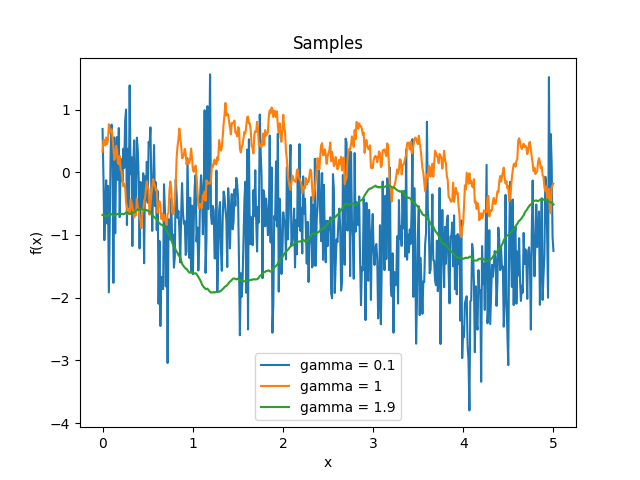 Samples
f(x)
1
0
−1
−2
−3
−4
gamma = 0.1
gamma = 1
gamma = 1.9
0
1
2
3
4
5
x